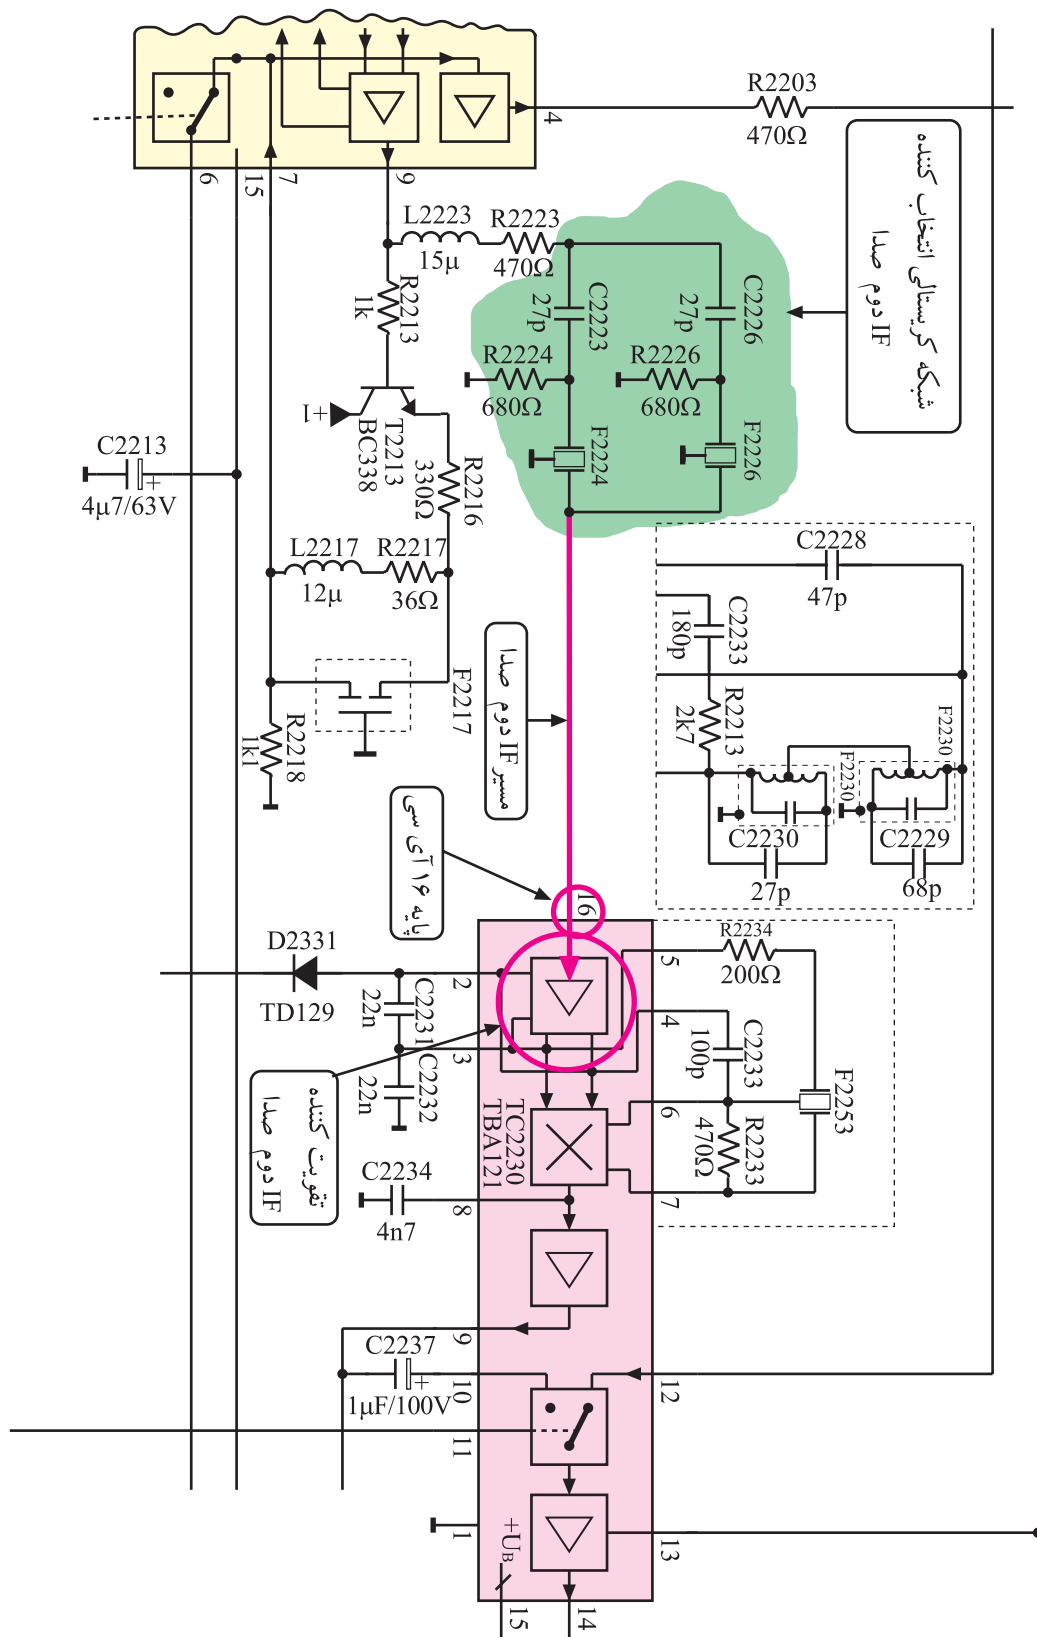 R2203
470Ω
4
6
15
7
9
L2223
15μ
R2223
470Ω
شبکه کریستالی انتخاب کننده
IF دوم صدا
R2213
1k
C2223
27p
C2226
27p
R2224
680Ω
R2226
680Ω
F2224
F2226
+1
T2213
BC338
R2216
330Ω
C2213
+
4μ7/63V
L2217
12μ
R2217
36Ω
F2217
R2218
1k1
مسیر IF دوم صدا
پایه ۱۶ آی سی
C2228
47p
C2233
180p
R2213
2k7
F2230
F2230
C2230
27p
C2229
68p
16
D2331
TD129
2
C2231
22n
3
C2232
22n
تقویت کننده
IF دوم صدا
5
R2234
200Ω
4
C2233
100p
F2253
6
R2233
470Ω
7
TC2230
TBA121
C2234
4n7
8
9
C2237
+
1μF/100V
10
12
11
1
+UB
13
15
14